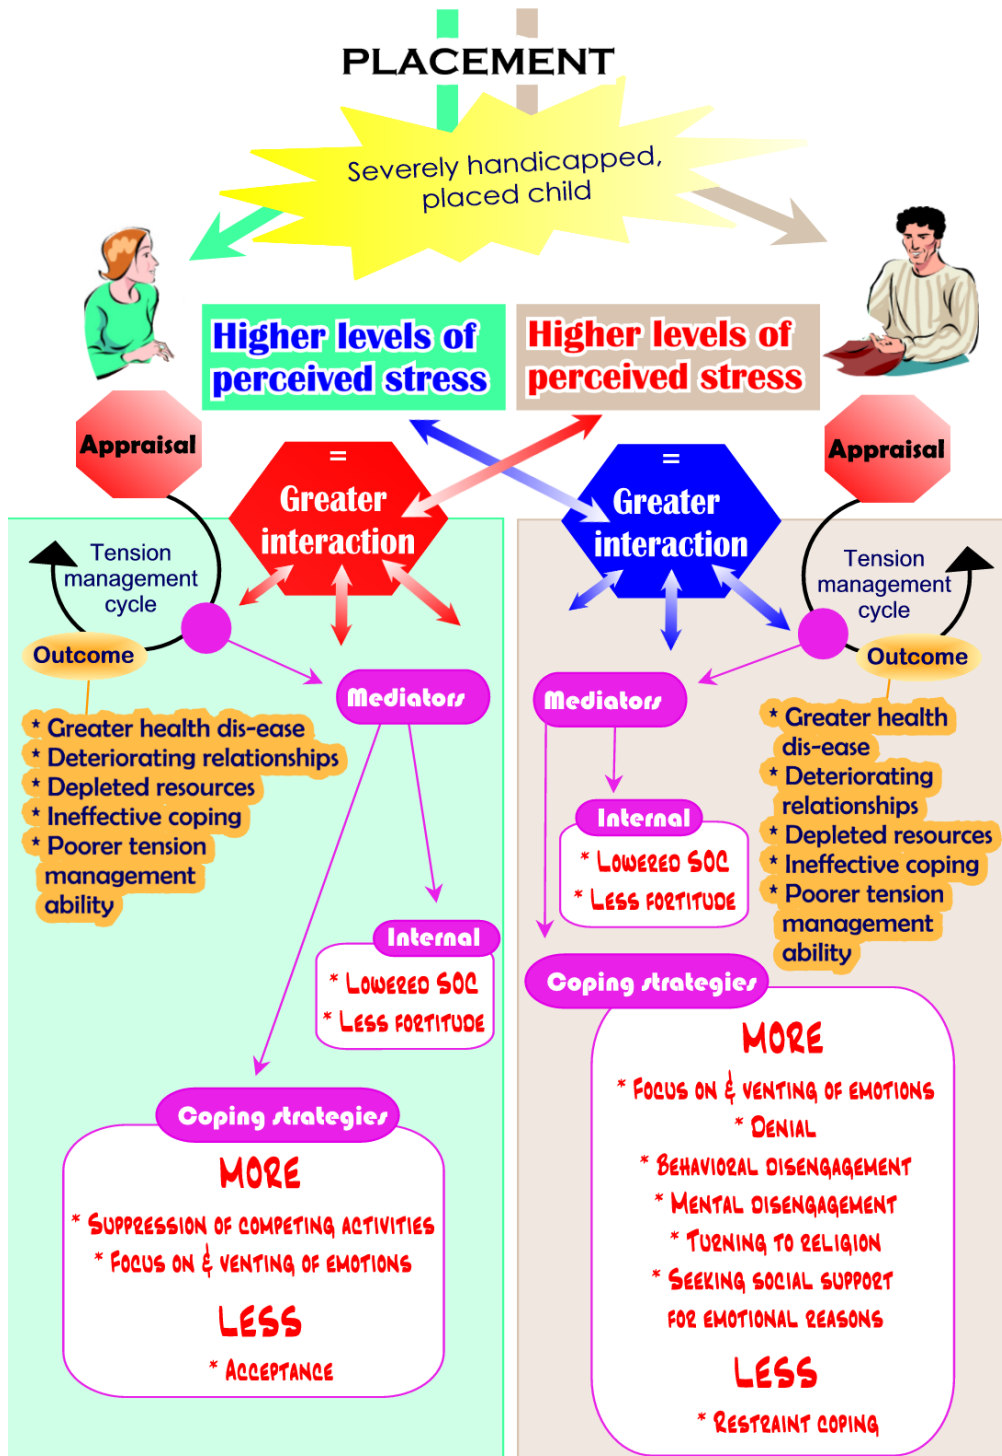 PLACEMENT
Severely handicapped,
placed child
Higher levels of
perceived stress
Higher levels of
perceived stress
Appraisal
=
Greater
interaction
Tension
management
cycle
Outcome
* Greater health dis-ease
* Deteriorating relationships
* Depleted resources
* Ineffective coping
* Poorer tension
management
ability
Mediators
Internal
* LOWERED SOC
* LESS FORTITUDE
Coping strategies
MORE
* SUPPRESSION OF COMPETING ACTIVITIES
* FOCUS ON & VENTING OF EMOTIONS
LESS
* ACCEPTANCE
=
Greater
interaction
Appraisal
Tension
management
cycle
Outcome
* Greater health
dis-ease
* Deteriorating
relationships
* Depleted resources
* Ineffective coping
* Poorer tension
management
ability
Mediators
Internal
* LOWERED SOC
* LESS FORTITUDE
Coping strategies
MORE
* FOCUS ON & VENTING OF EMOTIONS
* DENIAL
* BEHAVIORAL DISENGAGEMENT
* MENTAL DISENGAGEMENT
* TURNING TO RELIGION
* SEEKING SOCIAL SUPPORT
FOR EMOTIONAL REASONS
LESS
* RESTRAINT COPING